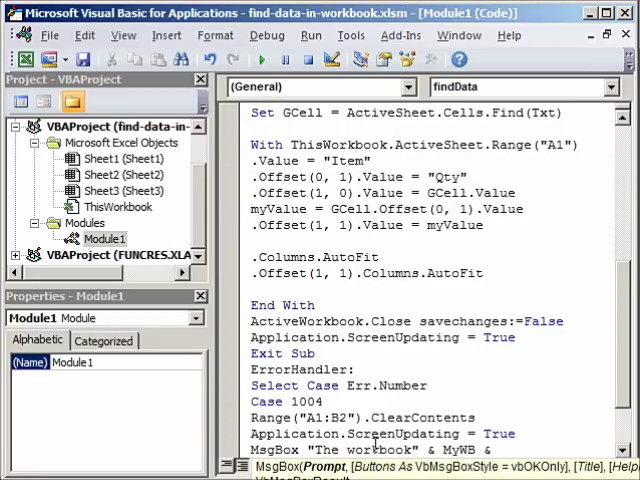 Microsoft Visual Basic for Applications - find-data-in-workbook.xlsm - [Module1 (Code)]
File Edit View Insert Format Debug Run Tools Add-Ins Window Help
Project - VBAProject
VBAProject (find-data-in-
Microsoft Excel Objects
Sheet1 (Sheet1)
Sheet2 (Sheet2)
Sheet3 (Sheet3)
ThisWorkbook
Modules
Module1
VBAProject (FUNCRES.XLA
Properties - Module1
Module1 Module
Alphabetic Categorized
(Name) Module1
(General) findData
Set GCell = ActiveSheet.Cells.Find(Txt)
With ThisWorkbook.ActiveSheet.Range("A1")
.Value = "Item"
.Offset(0, 1).Value = "Qty"
.Offset(1, 0).Value = GCell.Value
myValue = GCell.Offset(0, 1).Value
.Offset(1, 1).Value = myValue
.Columns.AutoFit
.Offset(1, 1).Columns.AutoFit
End With
ActiveWorkbook.Close savechanges:=False
Application.ScreenUpdating = True
Exit Sub
ErrorHandler:
Select Case Err.Number
Case 1004
Range("A1:B2").ClearContents
Application.ScreenUpdating = True
MsgBox "The workbook" & MyWB &
MsgBox(Prompt, [Buttons As VbMsgBoxStyle = vbOKOnly], [Title], [Help
VbMsgBoxResult